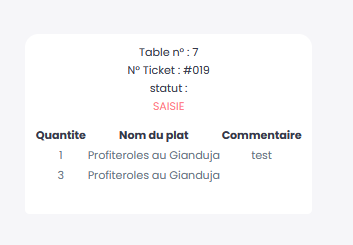 Table n° : 7
N° Ticket : #019
statut :
SAISIE
Quantite Nom du plat Commentaire
1 Profiteroles au Gianduja test
3 Profiteroles au Gianduja